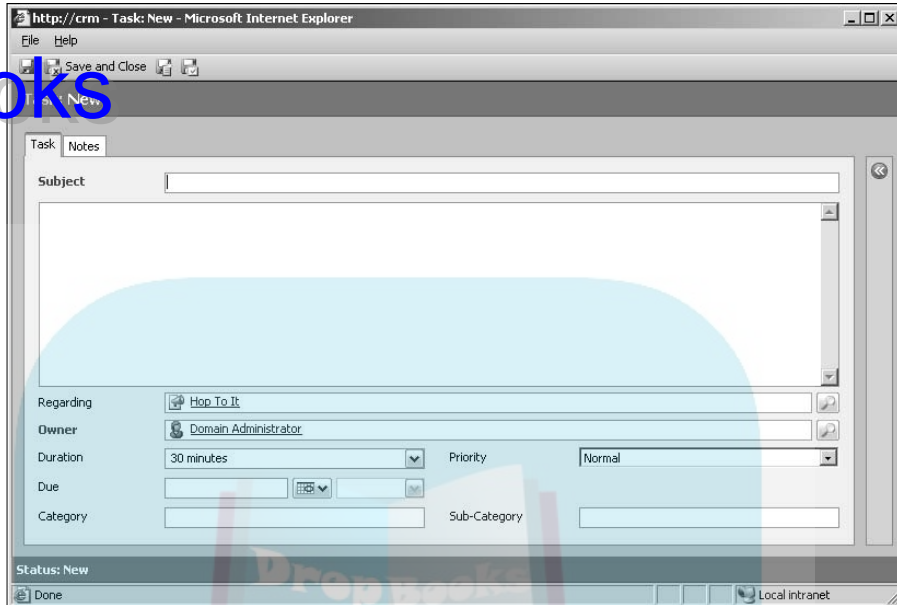 http://crm - Task: New - Microsoft Internet Explorer
File Help
Save and Close
oks
Task: New
Task Notes
Subject
Regarding Hop To It
Owner Domain Administrator
Duration 30 minutes Priority Normal
Due
Category Sub-Category
DropBooks
Status: New
Done Local intranet